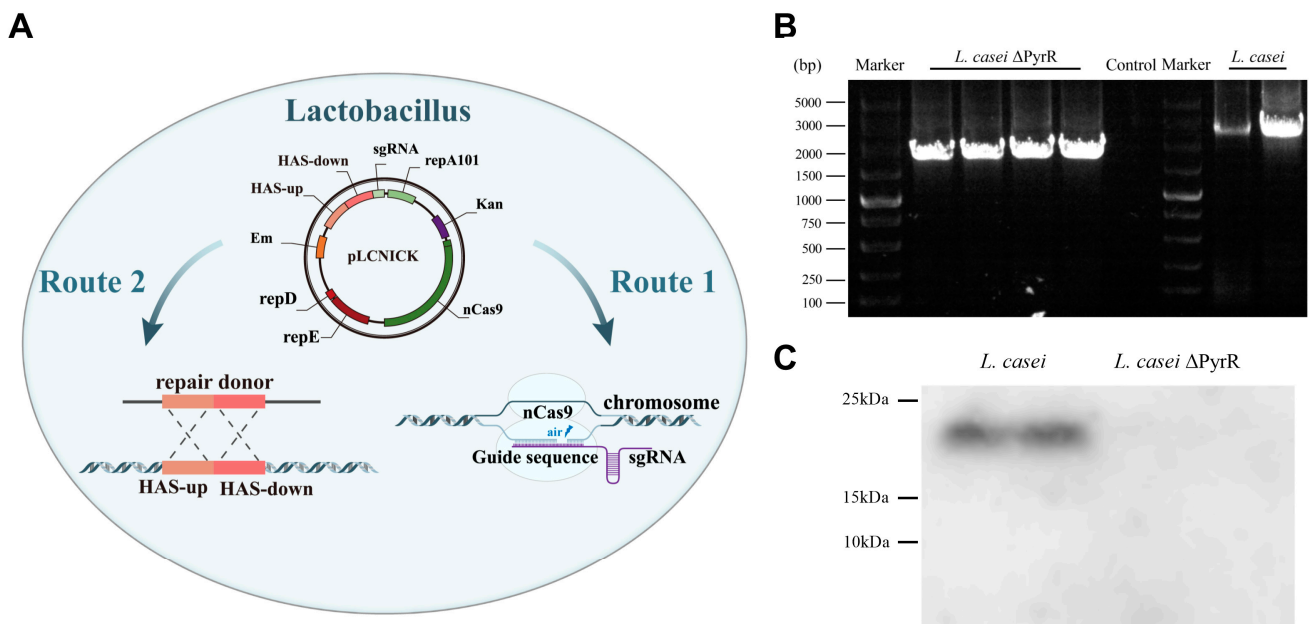 A
Lactobacillus
sgRNA
HAS-down
repA101
HAS-up
Kan
Em
pLCNICK
Route 2
Route 1
repD
nCas9
repE
repair donor
nCas9
chromosome
air
Guide sequence
sgRNA
HAS-up
HAS-down
B
(bp)
Marker
L. casei ΔPyrR
Control
Marker
L. casei
5000
3000
2000
1500
1000
750
500
250
100
C
L. casei
L. casei ΔPyrR
25kDa
15kDa
10kDa